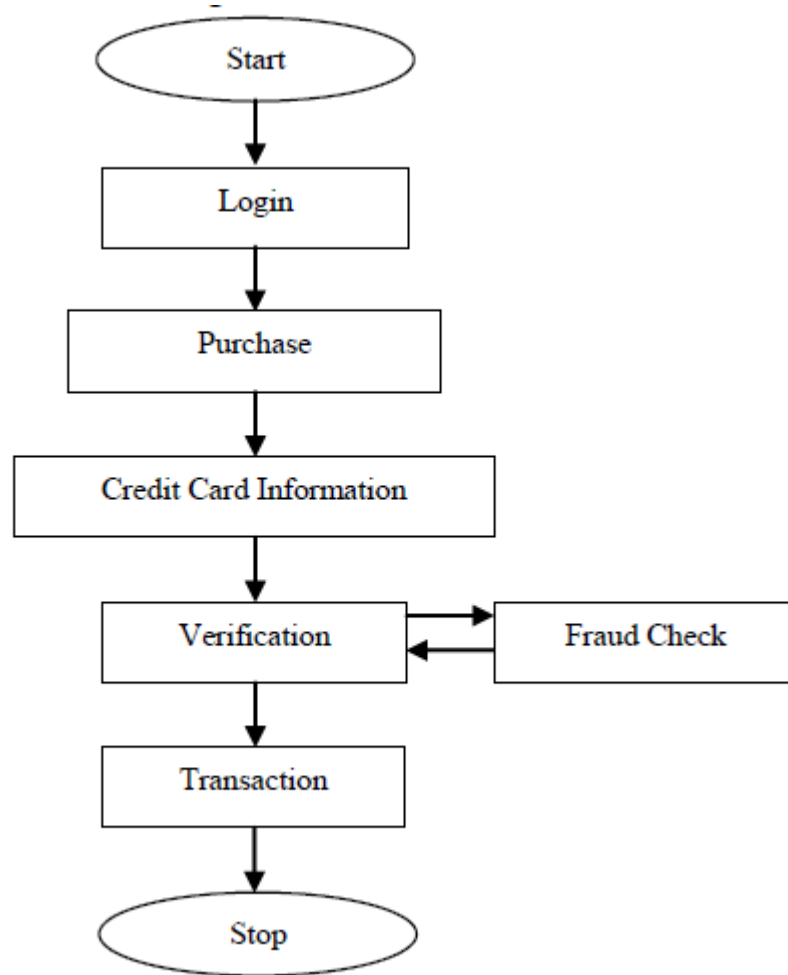 Start
Login
Purchase
Credit Card Information
Verification
Fraud Check
Transaction
Stop